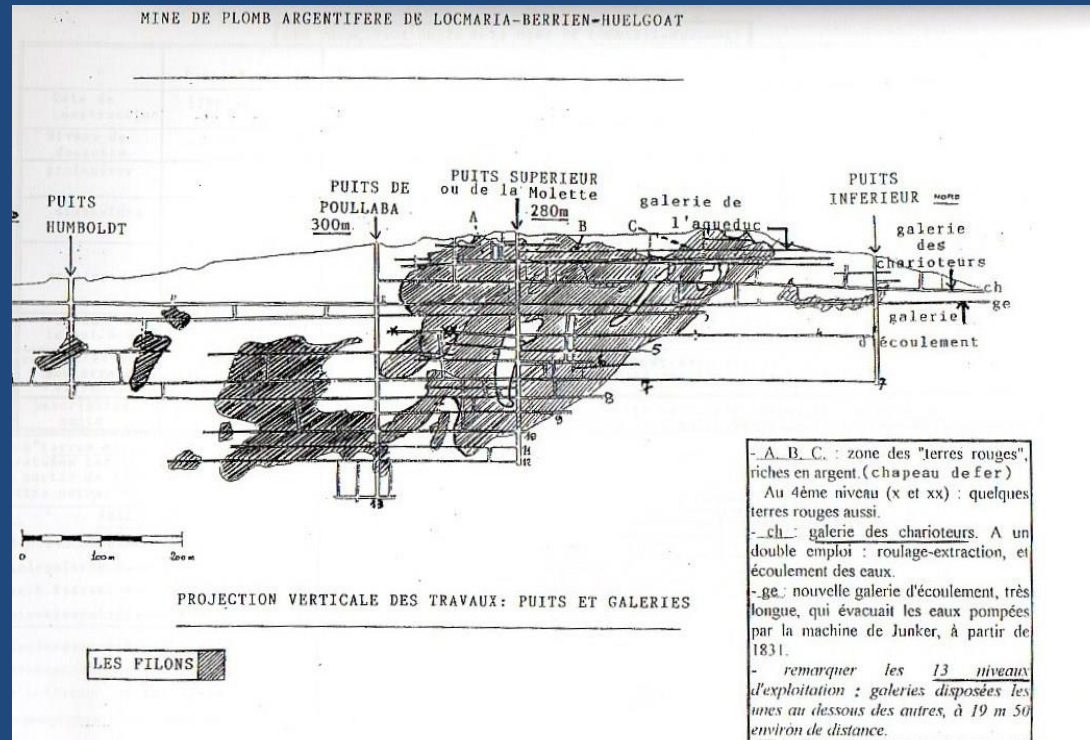 MINE DE PLOMB ARGENTIFERE DE LOCMARIA-BERRIEN-HUELGOAT
PUITS
HUMBOLDT
PUITS DE
POULLABA
300m
PUITS SUPERIEUR
ou de la Molette
280m
A
B
C
galerie de
l'aqueduc
PUITS
INFERIEUR
NORD
galerie
des
charioteurs
ch
ge
galerie
d'écoulement
x
xx
4
5
6
7
7
8
9
10
11
12
13
0 100m 200m
PROJECTION VERTICALE DES TRAVAUX: PUITS ET GALERIES
LES FILONS
- A. B. C. : zone des "terres rouges",
riches en argent.(chapeau de fer)
Au 4ème niveau (x et xx) : quelques
terres rouges aussi.
- ch : galerie des charioteurs. A un
double emploi : roulage-extraction, et
écoulement des eaux.
- ge : nouvelle galerie d'écoulement, très
longue, qui évacuait les eaux pompées
par la machine de Junker, à partir de
1831.
- remarquer les 13 niveaux
d'exploitation : galeries disposées les
unes au dessous des autres, à 19 m 50
environ de distance.